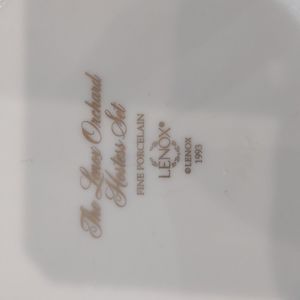 The Lenox Orchard
Hostess Set
FINE PORCELAIN
LENOX®
©LENOX
1993